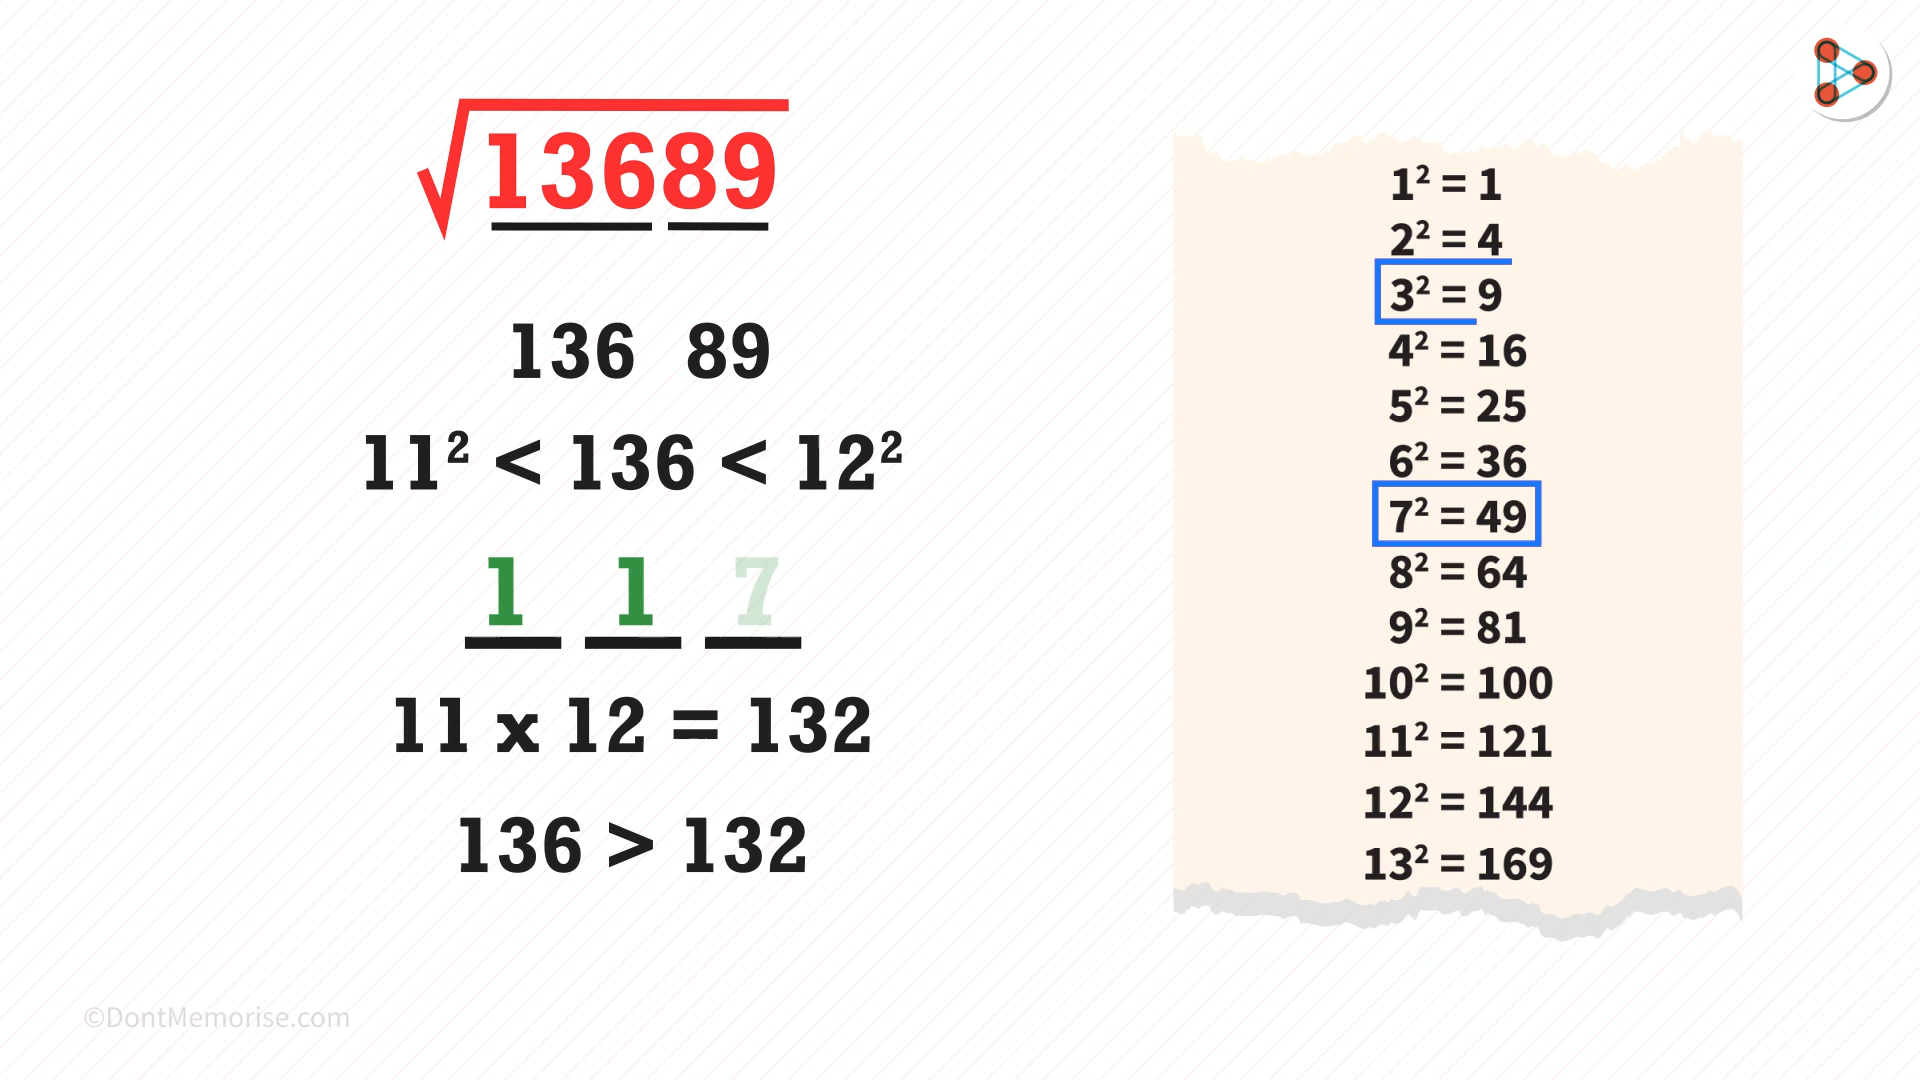 √13689
136 89
11² < 136 < 12²
1 1 7
11 x 12 = 132
136 > 132
1² = 1
2² = 4
3² = 9
4² = 16
5² = 25
6² = 36
7² = 49
8² = 64
9² = 81
10² = 100
11² = 121
12² = 144
13² = 169
©DontMemorise.com